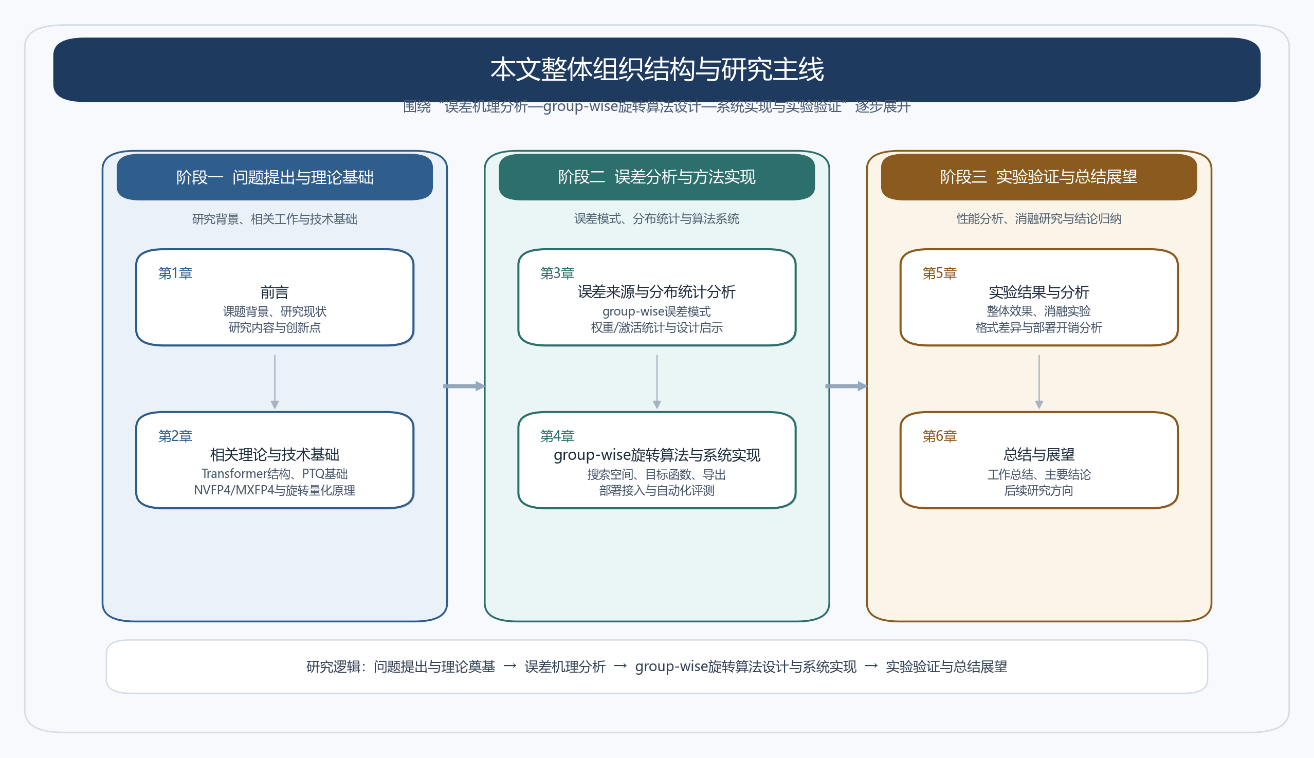 本文整体组织结构与研究主线
围绕“误差机理分析—group-wise旋转算法设计—系统实现与实验验证”逐步展开
阶段一 问题提出与理论基础
研究背景、相关工作与技术基础
第1章
前言
课题背景、研究现状
研究内容与创新点
第2章
相关理论与技术基础
Transformer结构、PTQ基础
NVFP4/MXFP4与旋转量化原理
阶段二 误差分析与方法实现
误差模式、分布统计与算法系统
第3章
误差来源与分布统计分析
group-wise误差模式
权重/激活统计与设计启示
第4章
group-wise旋转算法与系统实现
搜索空间、目标函数、导出
部署接入与自动化评测
阶段三 实验验证与总结展望
性能分析、消融研究与结论归纳
第5章
实验结果与分析
整体效果、消融实验
格式差异与部署开销分析
第6章
总结与展望
工作总结、主要结论
后续研究方向
研究逻辑：问题提出与理论奠基 → 误差机理分析 → group-wise旋转算法设计与系统实现 → 实验验证与总结展望